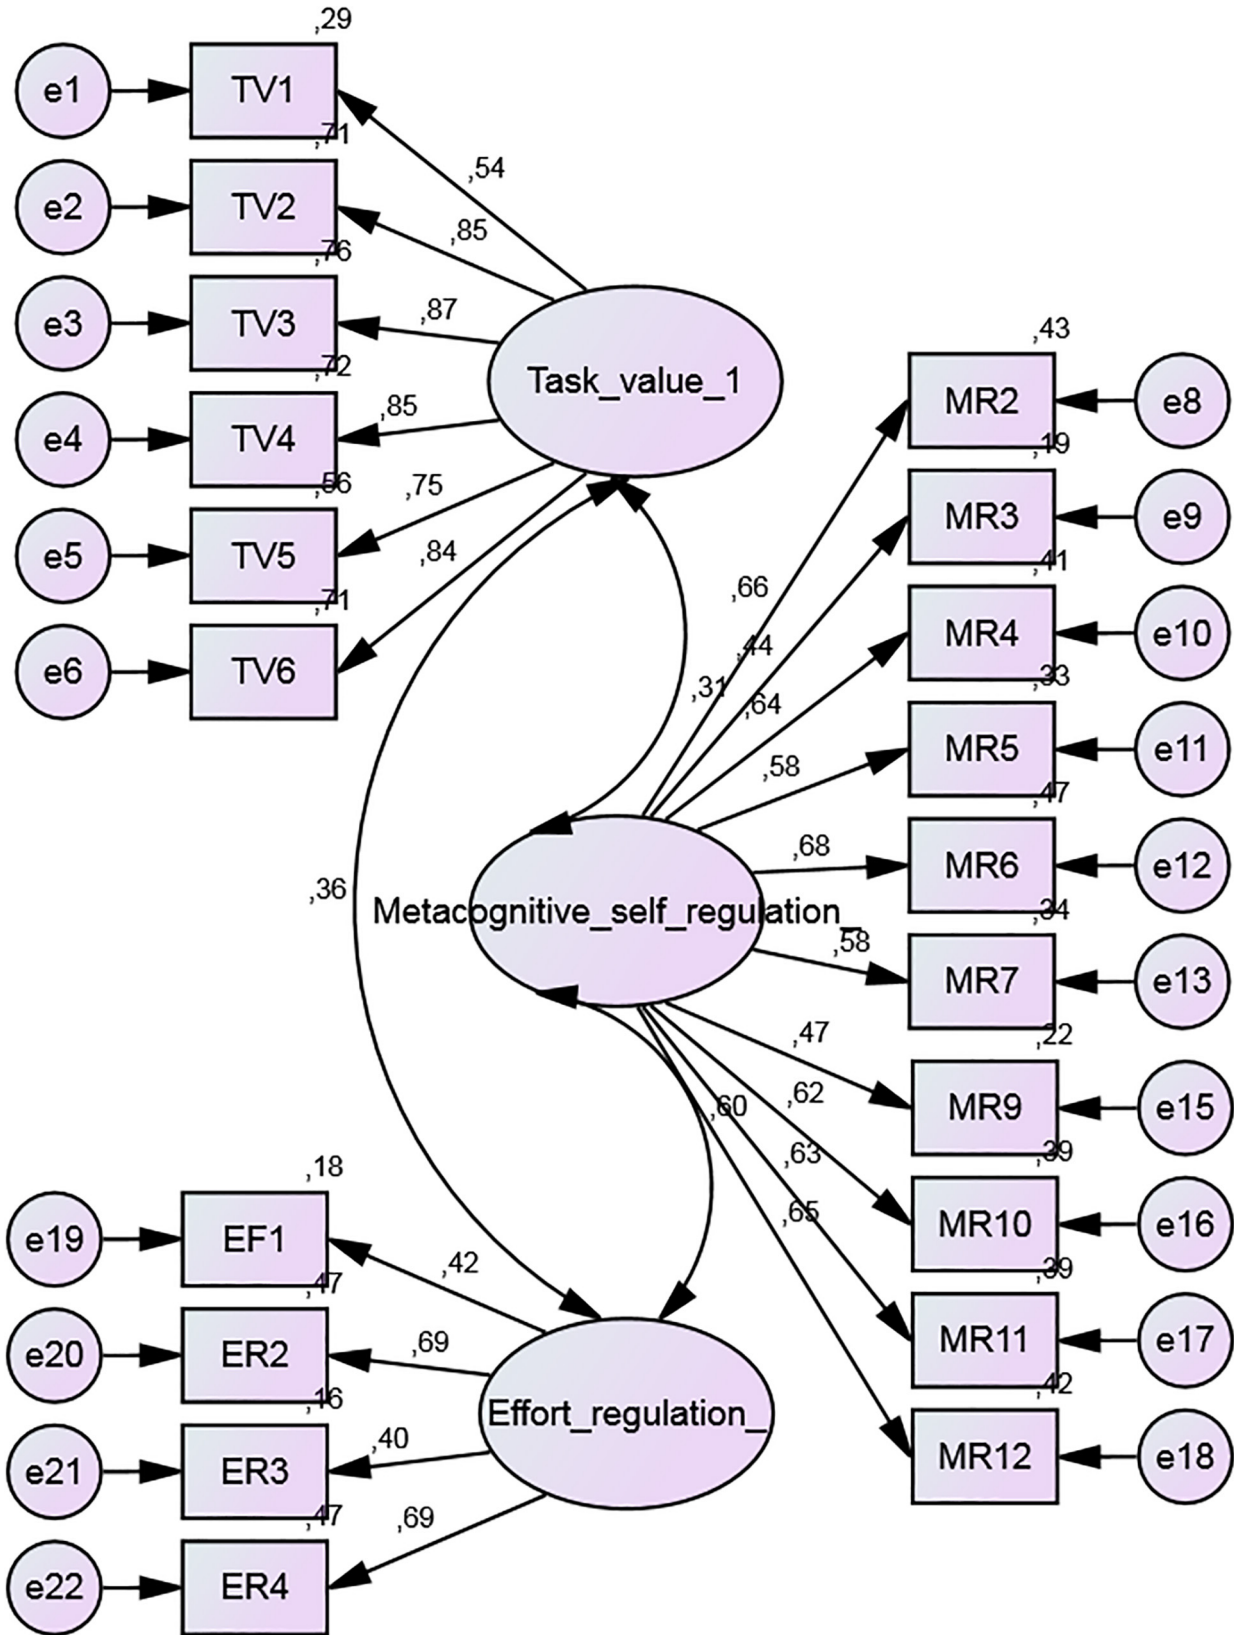 ,29
e1
TV1
,71
,54
e2
TV2
,76
,85
e3
TV3
,72
,87
Task_value_1
e4
TV4
,56
,85
e5
TV5
,71
,75
e6
TV6
,84
,43
MR2
e8
,19
MR3
e9
,41
,66
MR4
e10
,33
,44
,31
,64
MR5
e11
,47
,58
MR6
e12
,34
,68
,36
Metacognitive_self_regulation_
,58
MR7
e13
,22
,47
MR9
e15
,39
,62
,60
MR10
e16
,39
,63
MR11
e17
,42
,65
MR12
e18
,18
e19
EF1
,47
,42
e20
ER2
,16
,69
Effort_regulation_
e21
ER3
,47
,40
e22
ER4
,69